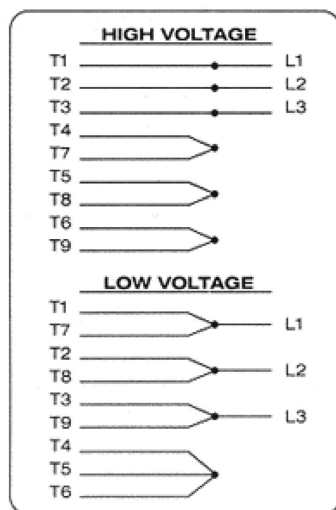 HIGH VOLTAGE
T1 L1
T2 L2
T3 L3
T4
T7
T5
T8
T6
T9
LOW VOLTAGE
T1
T7 L1
T2
T8 L2
T3
T9 L3
T4
T5
T6